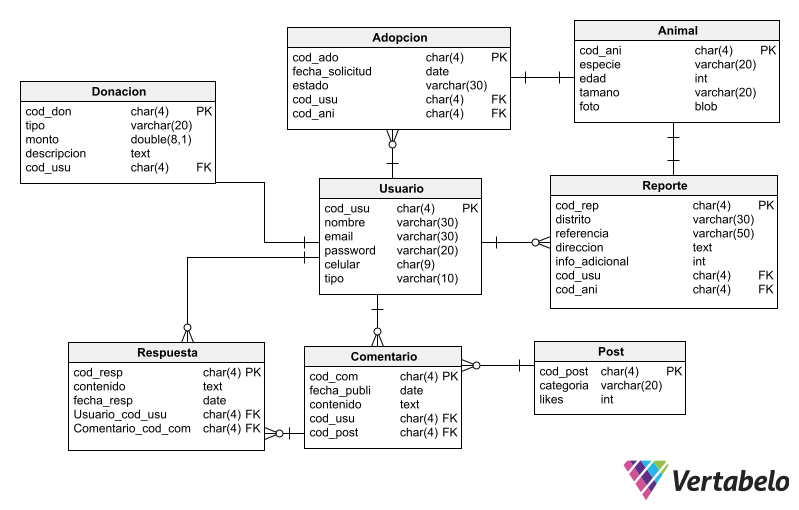 Adopcion
cod_ado char(4) PK
fecha_solicitud date
estado varchar(30)
cod_usu char(4) FK
cod_ani char(4) FK
Animal
cod_ani char(4) PK
especie varchar(20)
edad int
tamano varchar(20)
foto blob
Donacion
cod_don char(4) PK
tipo varchar(20)
monto double(8,1)
descripcion text
cod_usu char(4) FK
Usuario
cod_usu char(4) PK
nombre varchar(30)
email varchar(30)
password varchar(20)
celular char(9)
tipo varchar(10)
Reporte
cod_rep char(4) PK
distrito varchar(30)
referencia varchar(50)
direccion text
info_adicional int
cod_usu char(4) FK
cod_ani char(4) FK
Respuesta
cod_resp char(4) PK
contenido text
fecha_resp date
Usuario_cod_usu char(4) FK
Comentario_cod_com char(4) FK
Comentario
cod_com char(4) PK
fecha_publi date
contenido text
cod_usu char(4) FK
cod_post char(4) FK
Post
cod_post char(4) PK
categoria varchar(20)
likes int
Vertabelo